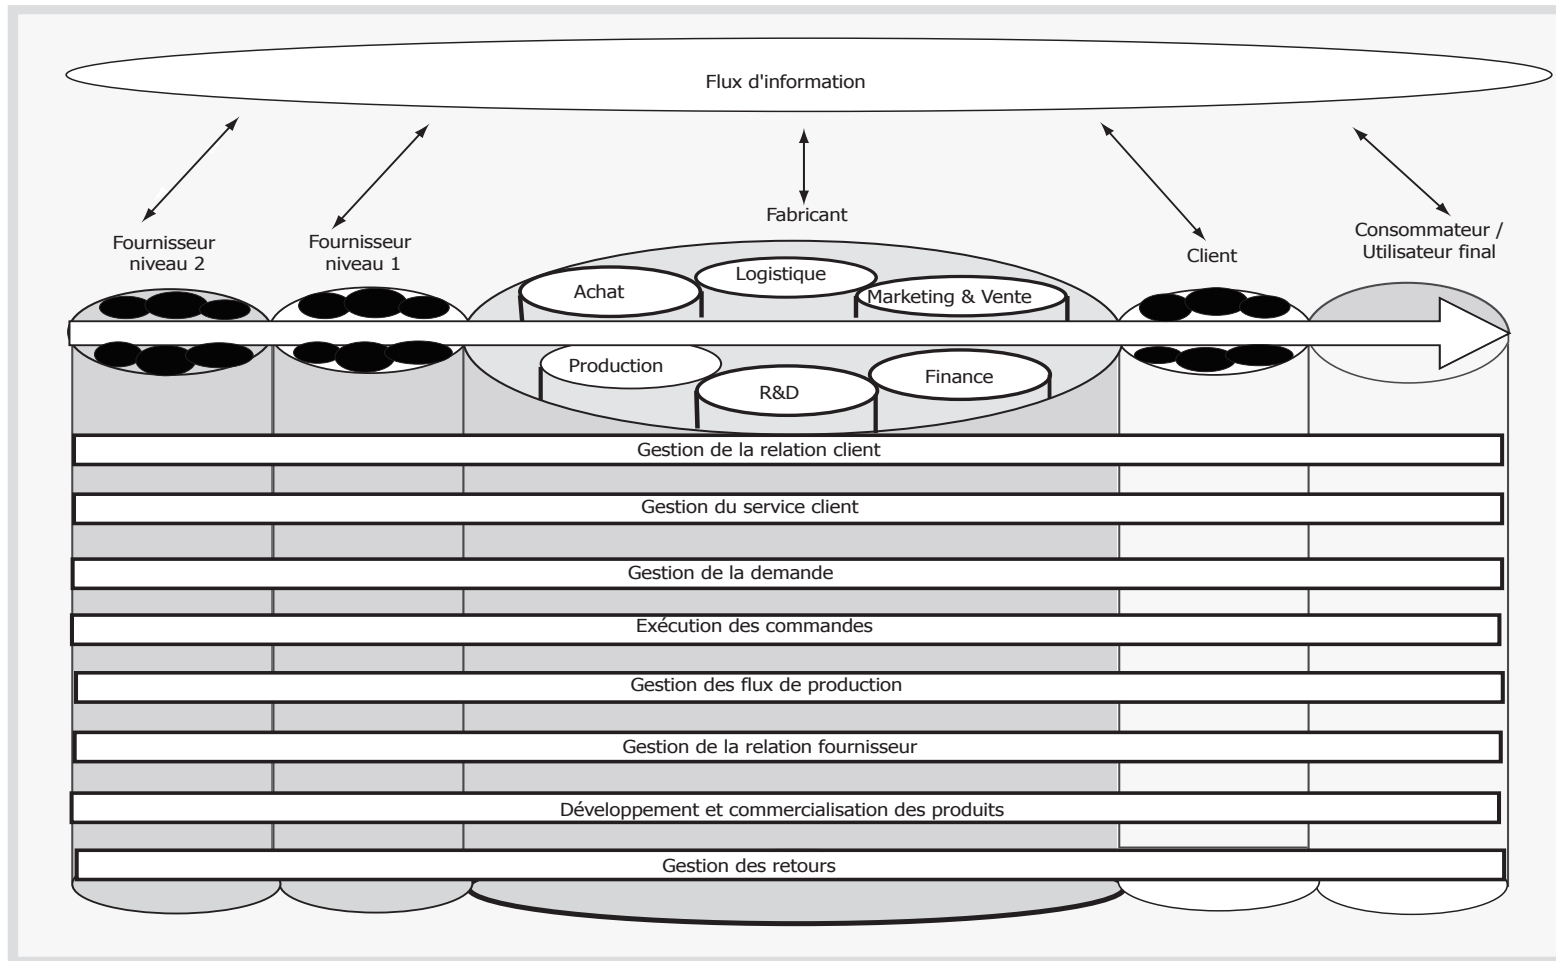 Flux d'information
Fabricant
Fournisseur
niveau 2
Fournisseur
niveau 1
Client
Consommateur /
Utilisateur final
Achat
Logistique
Marketing & Vente
Production
R&D
Finance
Gestion de la relation client
Gestion du service client
Gestion de la demande
Exécution des commandes
Gestion des flux de production
Gestion de la relation fournisseur
Développement et commercialisation des produits
Gestion des retours